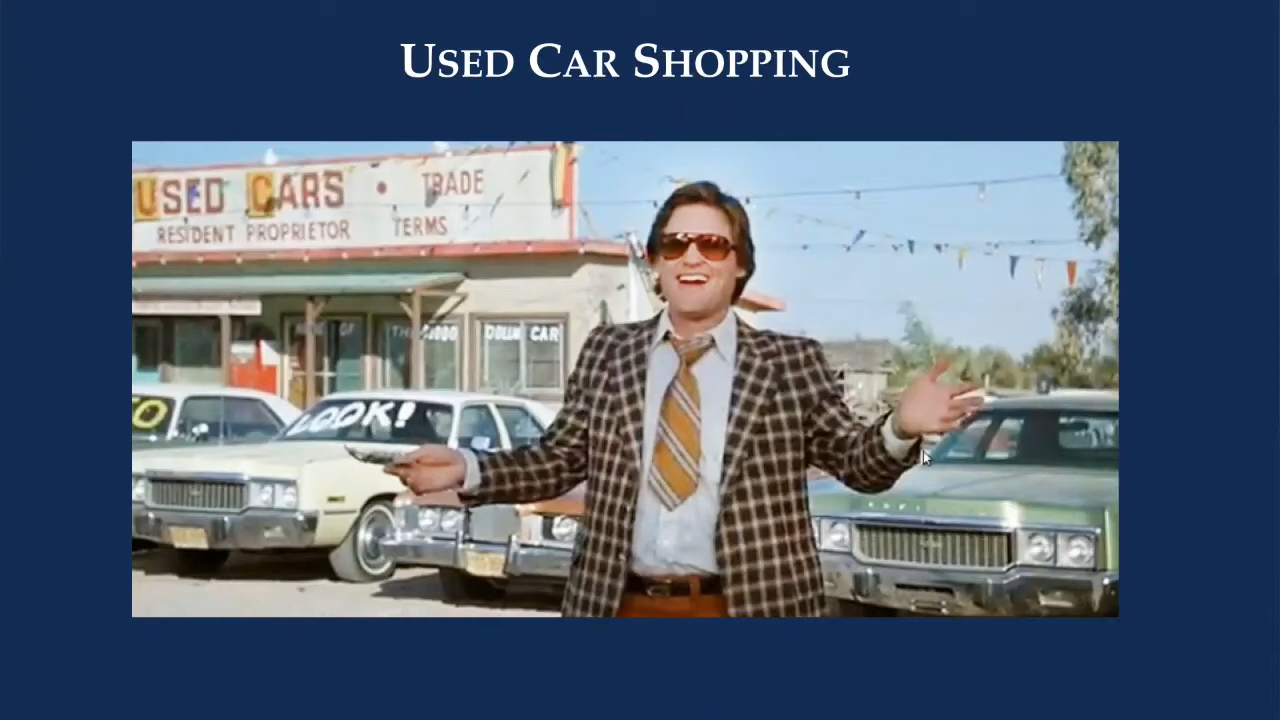 USED CAR SHOPPING
USED CARS • TRADE
RESIDENT PROPRIETOR TERMS
DOLLAR CAR
LOOK!